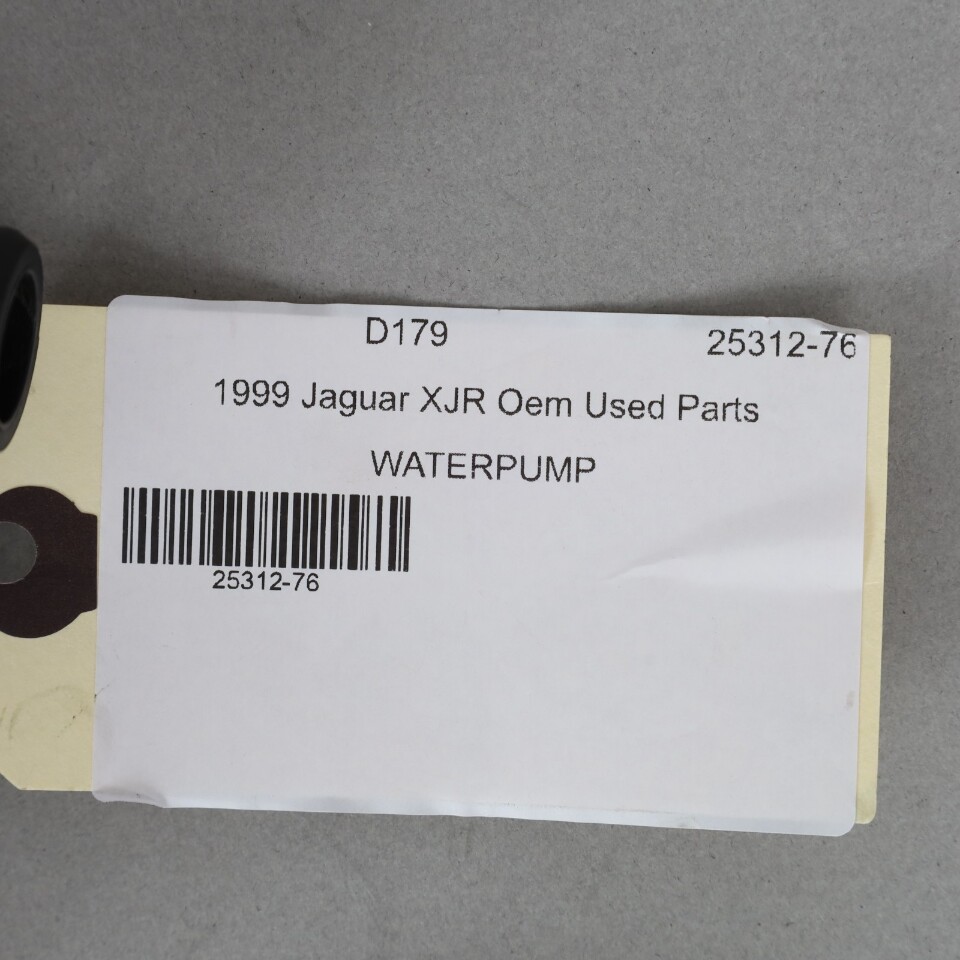 D179 25312-76
1999 Jaguar XJR Oem Used Parts
WATERPUMP
25312-76